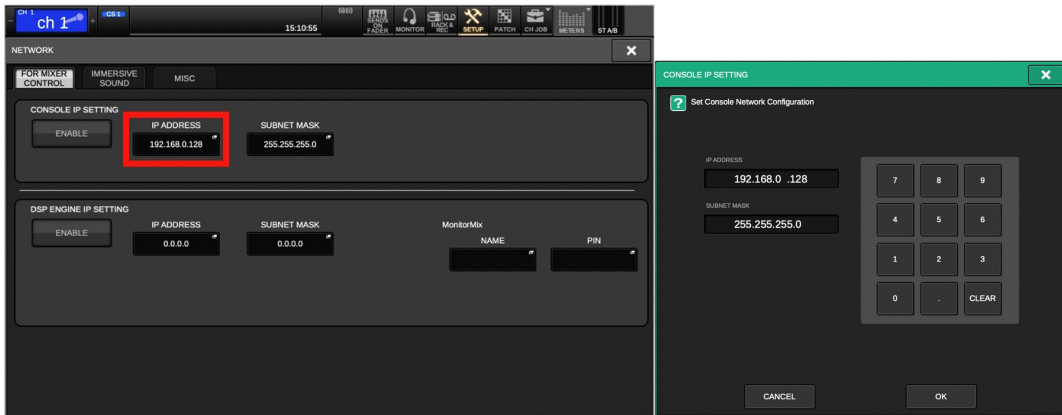 CH 1
ch 1
CS 1
15:10:55
SENDS ON FADER
MONITOR
RACK & REC
SETUP
PATCH
CH JOB
METERS
ST A/B
NETWORK
FOR MIXER CONTROL
IMMERSIVE SOUND
MISC
CONSOLE IP SETTING
ENABLE
IP ADDRESS
192.168.0.128
SUBNET MASK
255.255.255.0
DSP ENGINE IP SETTING
ENABLE
IP ADDRESS
0.0.0.0
SUBNET MASK
0.0.0.0
MonitorMix
NAME
PIN
CONSOLE IP SETTING
? Set Console Network Configuration
IP ADDRESS
192.168.0 .128
SUBNET MASK
255.255.255.0
7 8 9
4 5 6
1 2 3
0 . CLEAR
CANCEL
OK